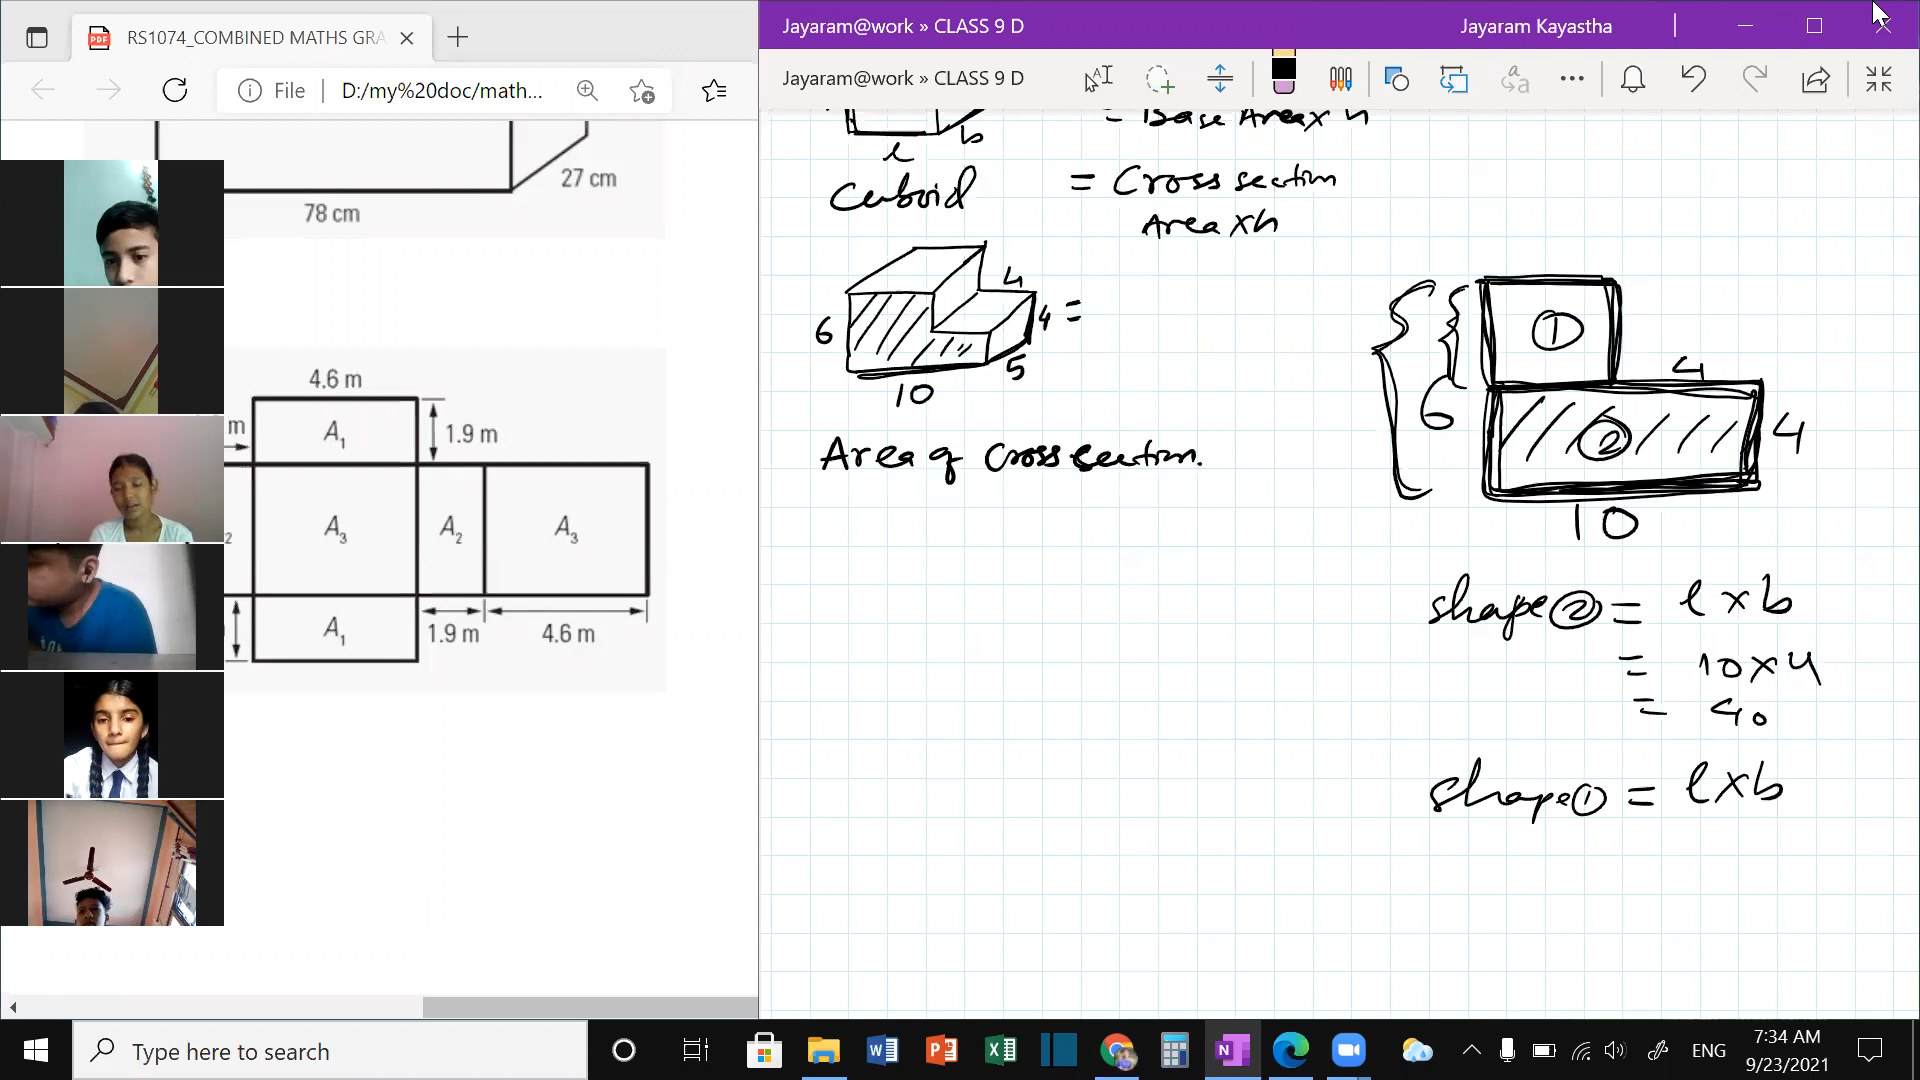 RS1074_COMBINED MATHS GRA
File
D:/my%20doc/math...
27 cm
78 cm
4.6 m
m
A1
1.9 m
2
A3
A2
A3
A1
1.9 m
4.6 m
Jayaram@work » CLASS 9 D
Jayaram Kayastha
Jayaram@work » CLASS 9 D
= Base Area x h
b
l
Cuboid = Cross section
Area x h
4
6
4 =
5
10
Area of Cross section.
1
6
4
2
4
10
shape 2 = l x b
= 10 x 4
= 40
shape 1 = l x b
Type here to search
ENG
7:34 AM
9/23/2021